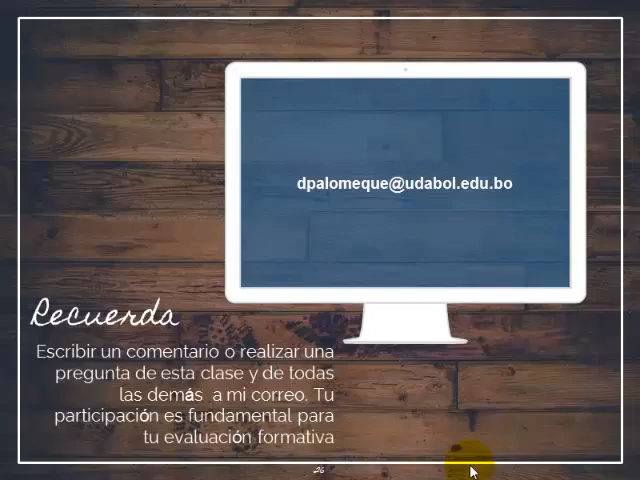 dpalomeque@udabol.edu.bo
Recuerda
Escribir un comentario o realizar una
pregunta de esta clase y de todas
las demás a mi correo. Tu
participación es fundamental para
tu evaluación formativa
26